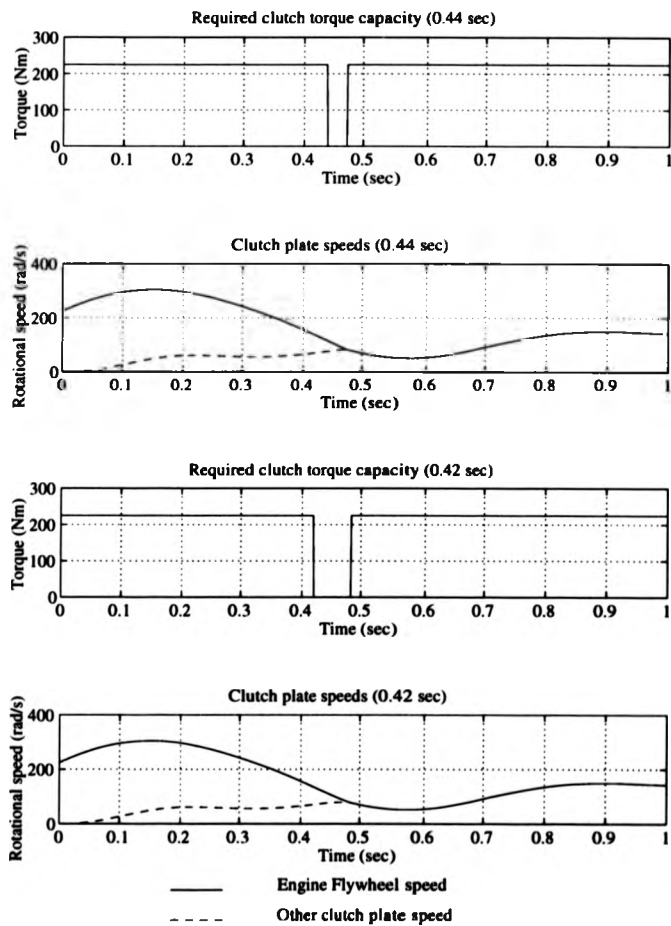 Required clutch torque capacity (0.44 sec)
Torque (Nm)
300
200
100
0
0 0.1 0.2 0.3 0.4 0.5 0.6 0.7 0.8 0.9 1
Time (sec)
Clutch plate speeds (0.44 sec)
Rotational speed (rad/s)
400
200
0
0 0.1 0.2 0.3 0.4 0.5 0.6 0.7 0.8 0.9 1
Time (sec)
Required clutch torque capacity (0.42 sec)
Torque (Nm)
300
200
100
0
0 0.1 0.2 0.3 0.4 0.5 0.6 0.7 0.8 0.9 1
Time (sec)
Clutch plate speeds (0.42 sec)
Rotational speed (rad/s)
400
200
0
0 0.1 0.2 0.3 0.4 0.5 0.6 0.7 0.8 0.9 1
Time (sec)
Engine Flywheel speed
Other clutch plate speed